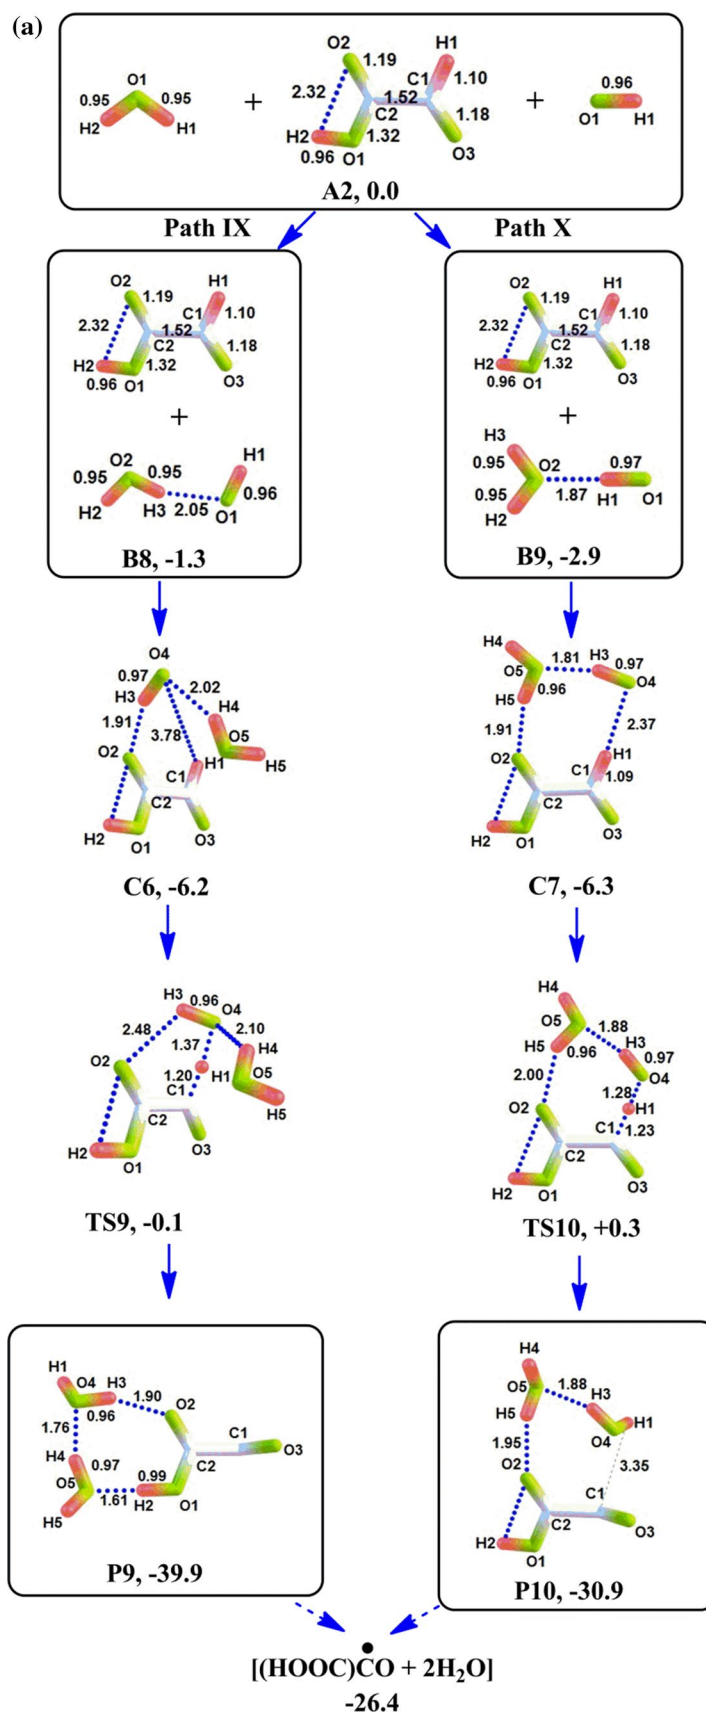 (a)
O1
0.95 0.95
H2 H1
+
O2 1.19 H1
C1 1.10
2.32 1.52
C2 1.18
H2 1.32
0.96 O1 O3
+
0.96
O1 H1
A2, 0.0
Path IX Path X
O2 H1
1.19 C1
1.10
2.32 1.52
C2 1.18
H2 1.32
0.96 O1 O3
+
O2 H1
0.95 0.95
0.96
H2 H3 2.05 O1
B8, -1.3
O2 H1
1.19 C1
1.10
2.32 1.52
C2 1.18
H2 1.32
0.96 O1 O3
+
H3
0.95 O2 0.97
0.95 1.87 H1 O1
H2
B9, -2.9
O4
0.97
H3 2.02 H4
1.91
3.78 O5
O2
C1 H1 H5
C2
H2
O1 O3
C6, -6.2
H4
1.81 H3
O5 0.97
0.96 O4
H5
1.91 2.37
O2 H1
C1
1.09
C2
H2
O1 O3
C7, -6.3
H3 0.96 O4
2.48 2.10
1.37 H4
O2 O5
1.20
C1 H1
H5
C2
O3
H2
O1
TS9, -0.1
H4
O5 1.88
H3
H5 0.96 0.97
2.00 O4
1.28
O2 H1
C1
1.23
C2
O3
H2
O1
TS10, +0.3
H1
O4 H3
1.90
0.96 O2
1.76 C1
H4 0.97 O3
0.99 C2
O5
1.61 H2 O1
H5
P9, -39.9
H4
1.88
O5 H3
H1
H5
O4
1.95
3.35
O2
C1
C2 O3
H2
O1
P10, -30.9
•
[(HOOC)CO + 2H₂O]
-26.4